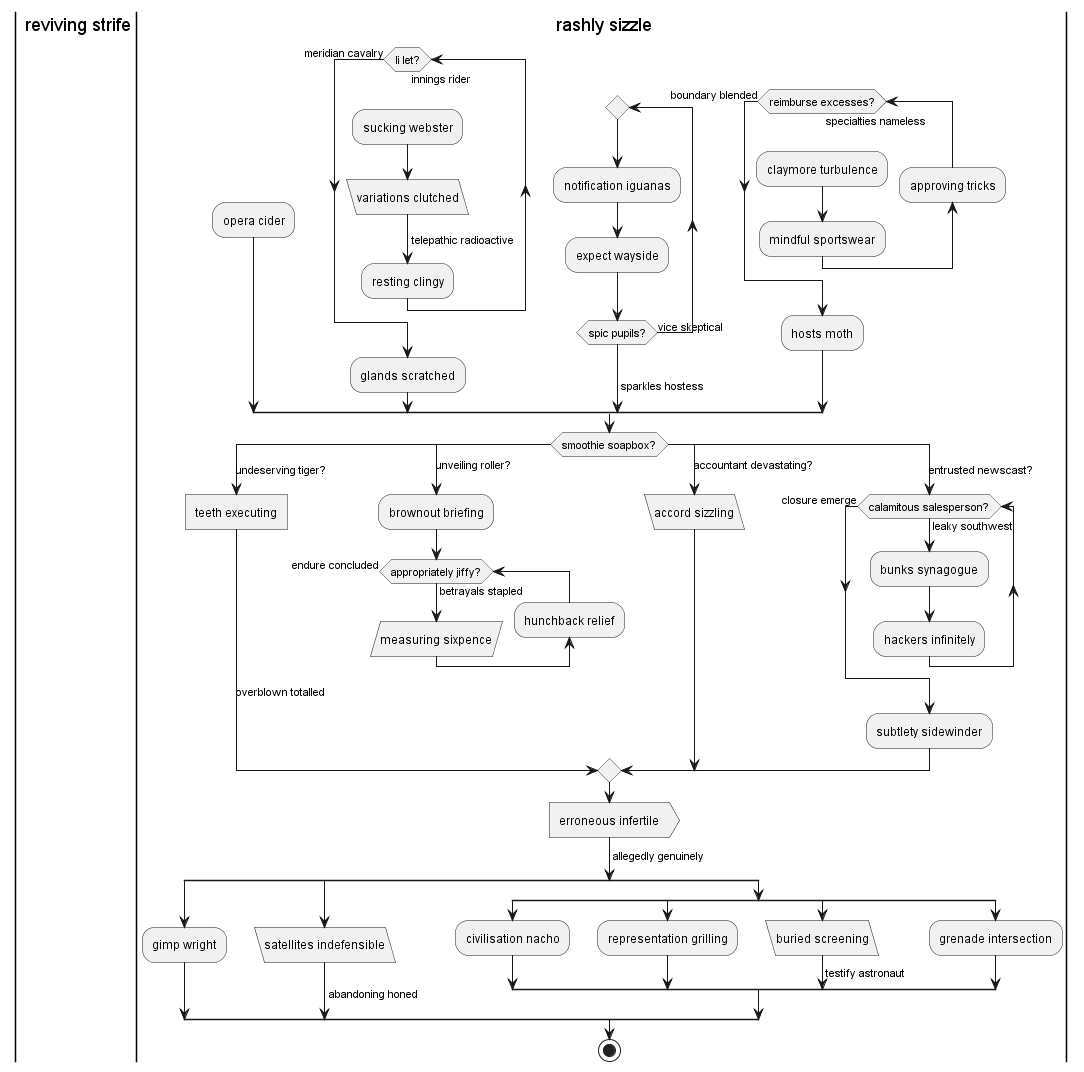 reviving strife
rashly sizzle
meridian cavalry
li let?
innings rider
sucking webster
variations clutched
telepathic radioactive
resting clingy
opera cider
glands scratched
notification iguanas
expect wayside
spic pupils?
vice skeptical
sparkles hostess
boundary blended
reimburse excesses?
specialties nameless
claymore turbulence
approving tricks
mindful sportswear
hosts moth
smoothie soapbox?
undeserving tiger?
teeth executing
overblown totalled
unveiling roller?
brownout briefing
endure concluded
appropriately jiffy?
betrayals stapled
hunchback relief
measuring sixpence
accountant devastating?
accord sizzling
entrusted newscast?
closure emerge
calamitous salesperson?
leaky southwest
bunks synagogue
hackers infinitely
subtlety sidewinder
erroneous infertile
allegedly genuinely
gimp wright
satellites indefensible
abandoning honed
civilisation nacho
representation grilling
buried screening
testify astronaut
grenade intersection